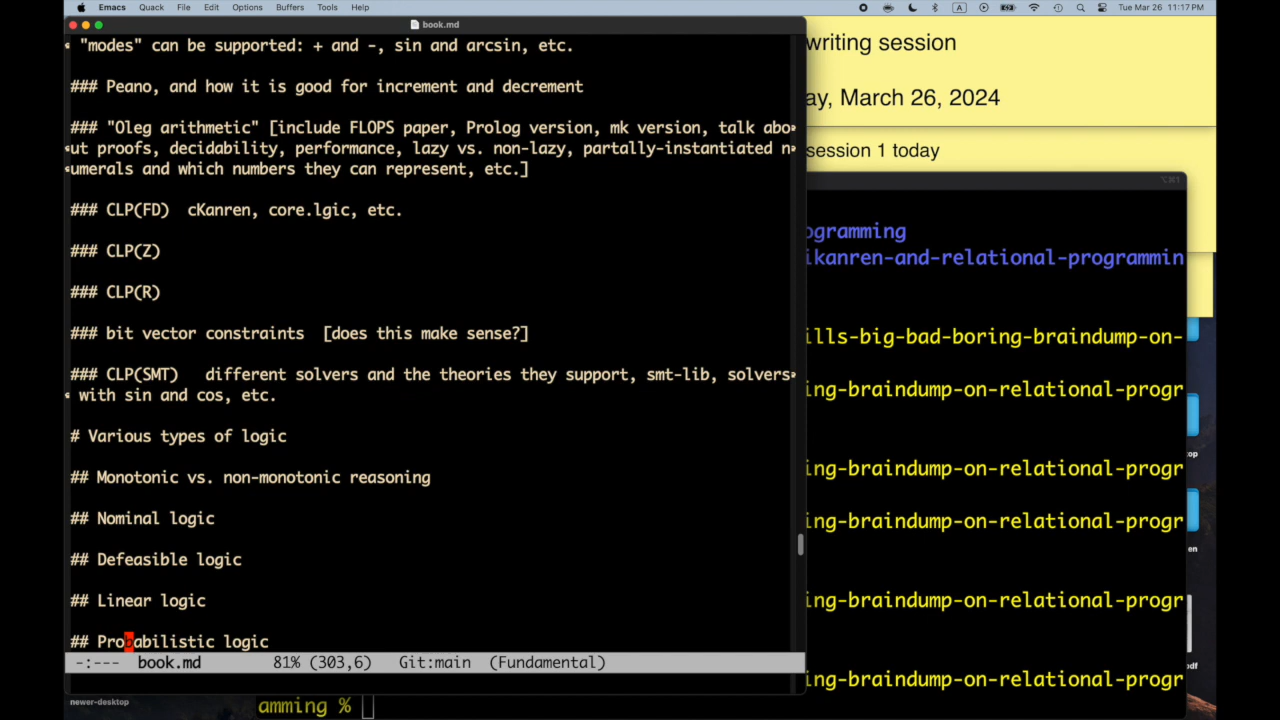 Emacs Quack File Edit Options Buffers Tools Help
A
Tue Mar 26 11:17 PM
book.md
"modes" can be supported: + and -, sin and arcsin, etc.
### Peano, and how it is good for increment and decrement
### "Oleg arithmetic" [include FLOPS paper, Prolog version, mk version, talk abo
ut proofs, decidability, performance, lazy vs. non-lazy, partially-instantiated n
umerals and which numbers they can represent, etc.]
### CLP(FD)  cKanren, core.lgic, etc.
### CLP(Z)
### CLP(R)
### bit vector constraints  [does this make sense?]
### CLP(SMT)   different solvers and the theories they support, smt-lib, solvers
with sin and cos, etc.
# Various types of logic
## Monotonic vs. non-monotonic reasoning
## Nominal logic
## Defeasible logic
## Linear logic
## Probabilistic logic
-:--- book.md 81% (303,6) Git:main (Fundamental)
writing session
ay, March 26, 2024
session 1 today
⌥⌘1
ogramming
ikanren-and-relational-programmin
ills-big-bad-boring-braindump-on-
ing-braindump-on-relational-progr
ing-braindump-on-relational-progr
ing-braindump-on-relational-progr
ing-braindump-on-relational-progr
ing-braindump-on-relational-progr
op
en
pdf
newer-desktop
amming %